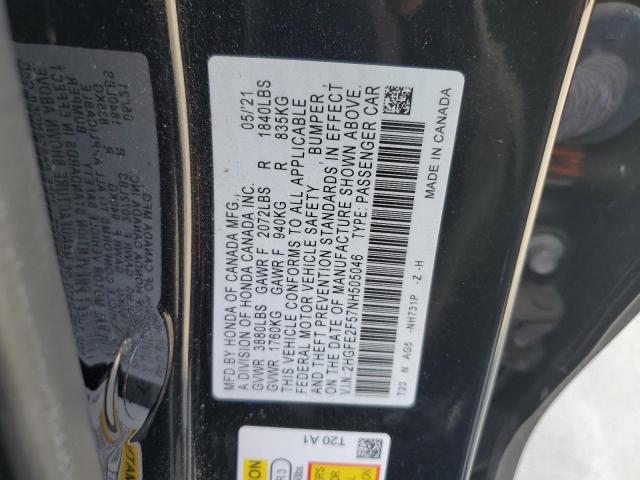 MFD.BY HONDA OF CANADA MFG. 05/21
A DIVISION OF HONDA CANADA INC.
GVWR 3880LBS GAWR F 2072LBS R 1840LBS
GVWR 1760KG GAWR F 940KG R 835KG
THIS VEHICLE CONFORMS TO ALL APPLICABLE
FEDERAL MOTOR VEHICLE SAFETY, BUMPER,
AND THEFT PREVENTION STANDARDS IN EFFECT
ON THE DATE OF MANUFACTURE SHOWN ABOVE.
V.I.N.:2HGFE2F57NH505046 TYPE: PASSENGER CAR
T23 N AG5 -NH731P -Z-H MADE IN CANADA
T20 A1